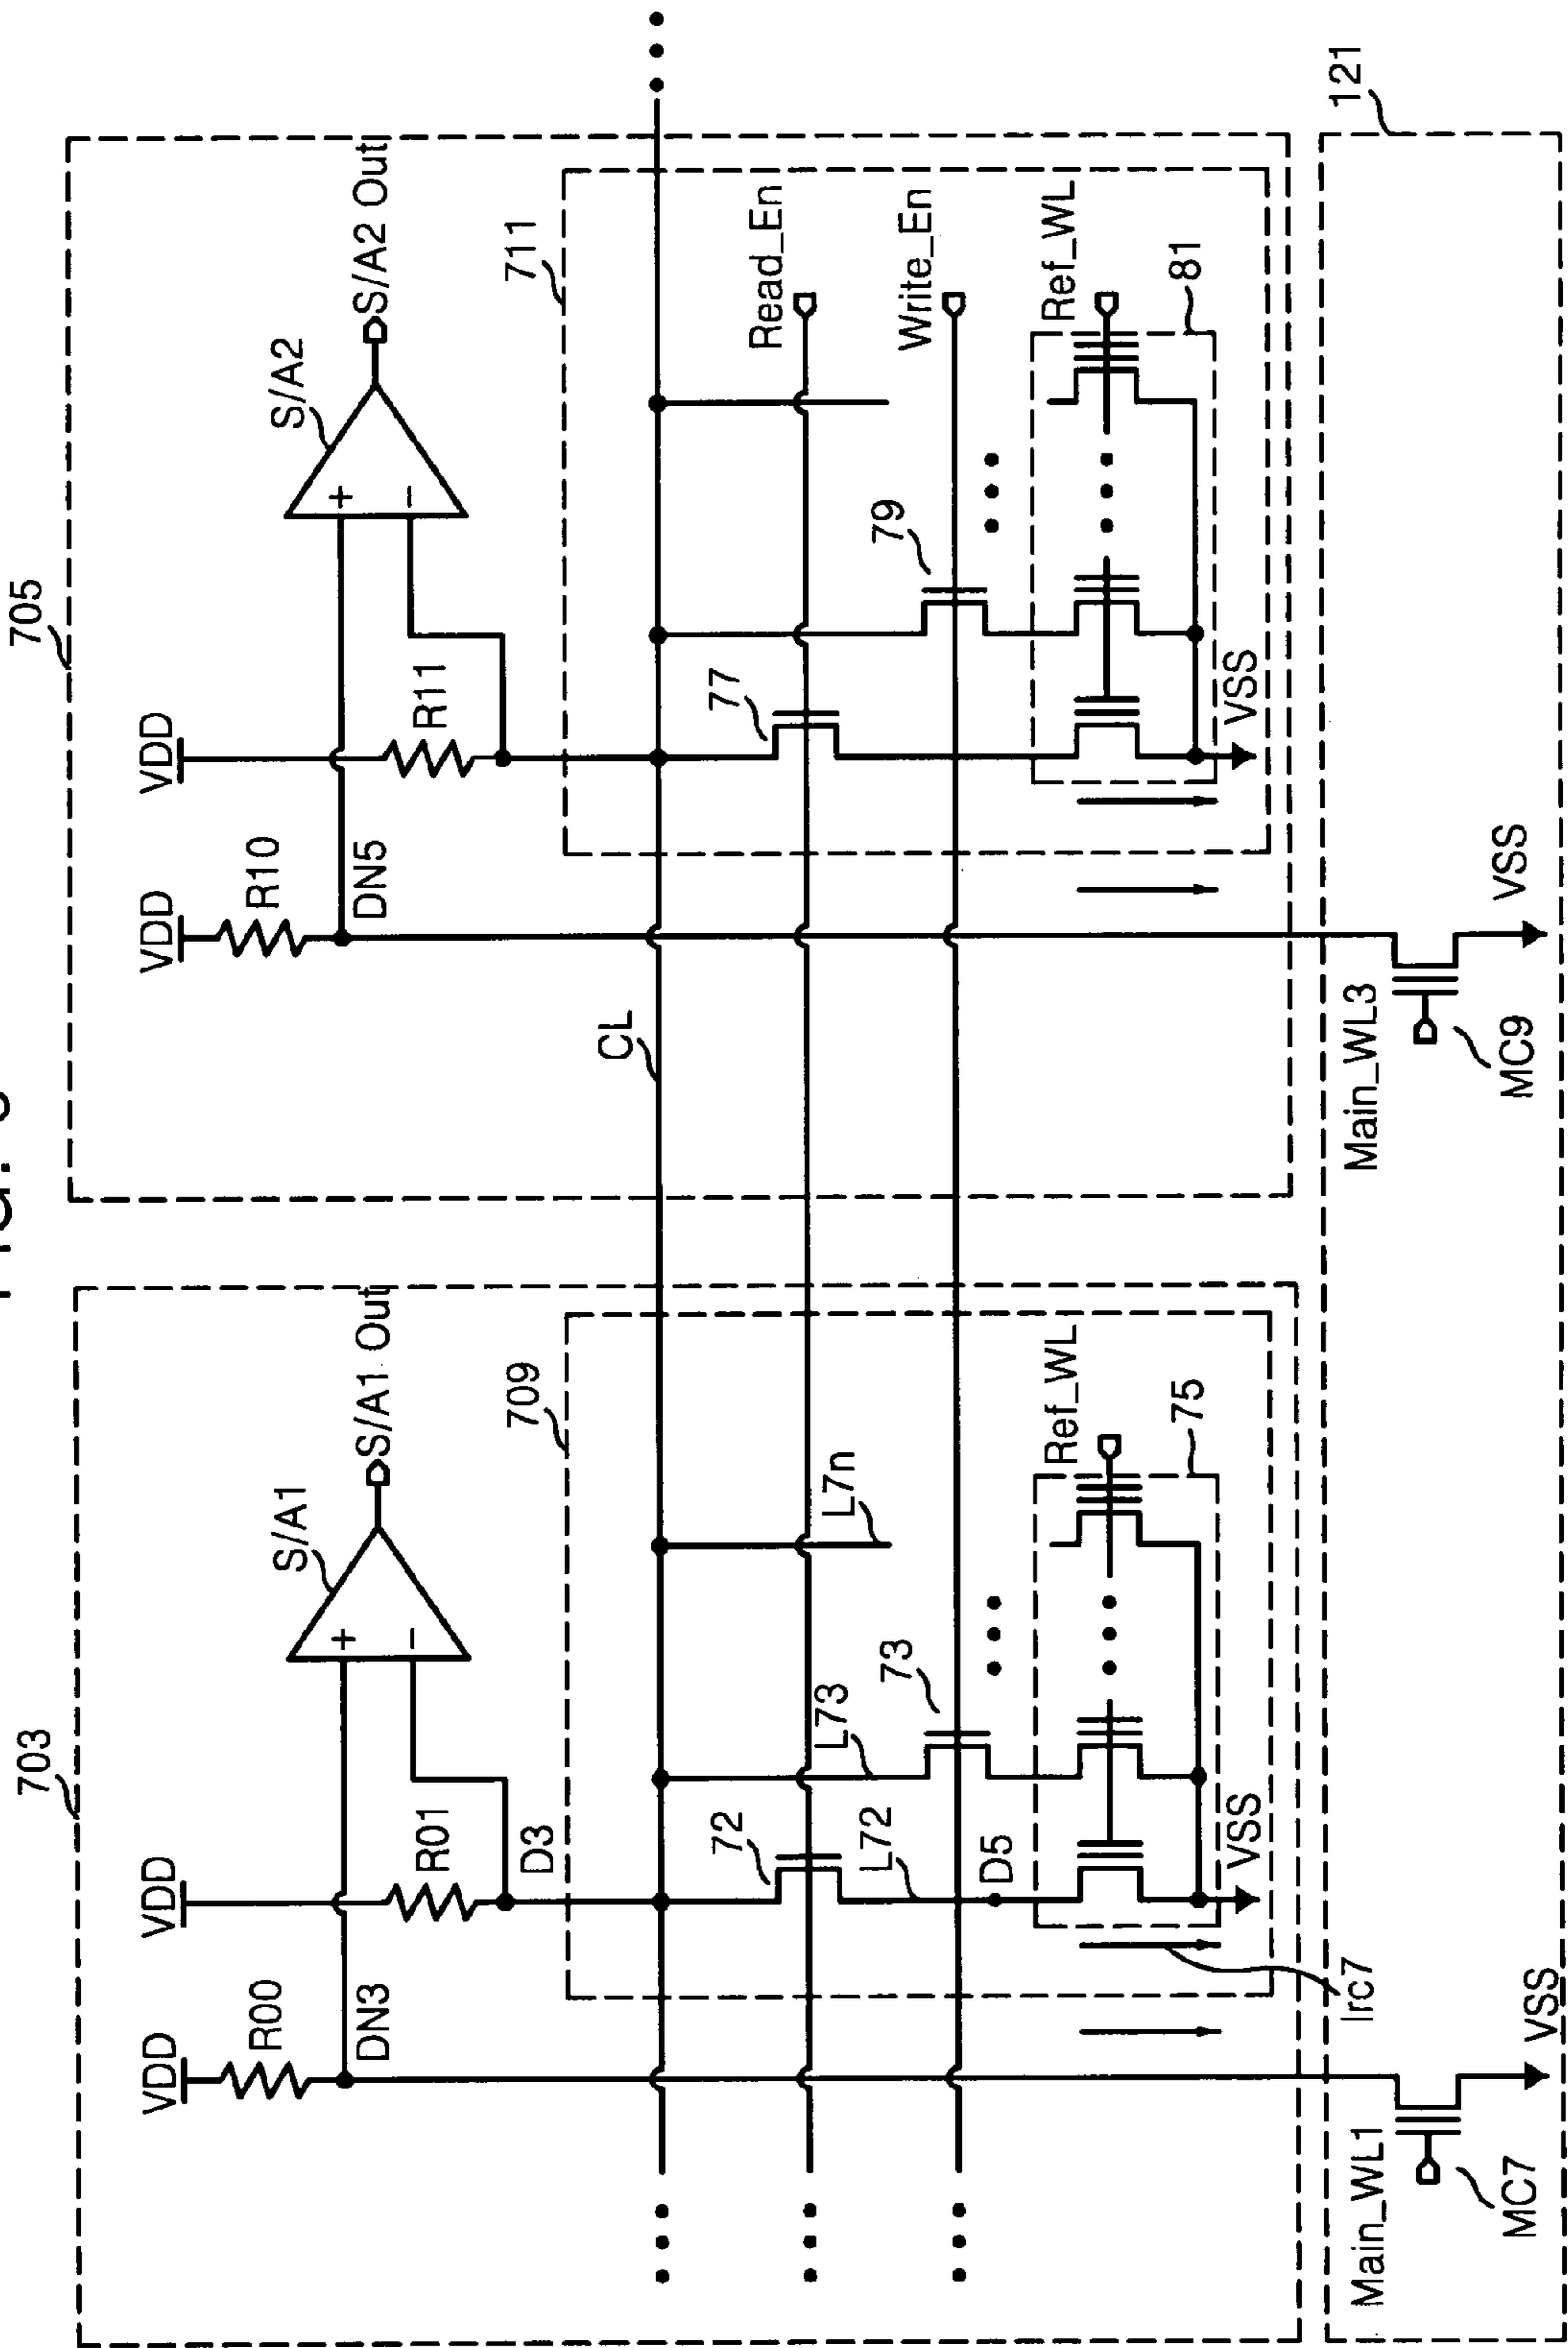 703
VDD
VDD
R00
R01
DN3
D3
S/A1
+
-
S/A1 Out
709
72
L73
73
L7n
L72
D5
Ref_WL
75
VSS
Irc7
Main_WL1
MC7
VSS
705
VDD
VDD
R10
R11
DN5
S/A2
+
-
S/A2 Out
711
CL
77
79
Read_En
Write_En
Ref_WL
81
VSS
Main_WL3
MC9
VSS
121